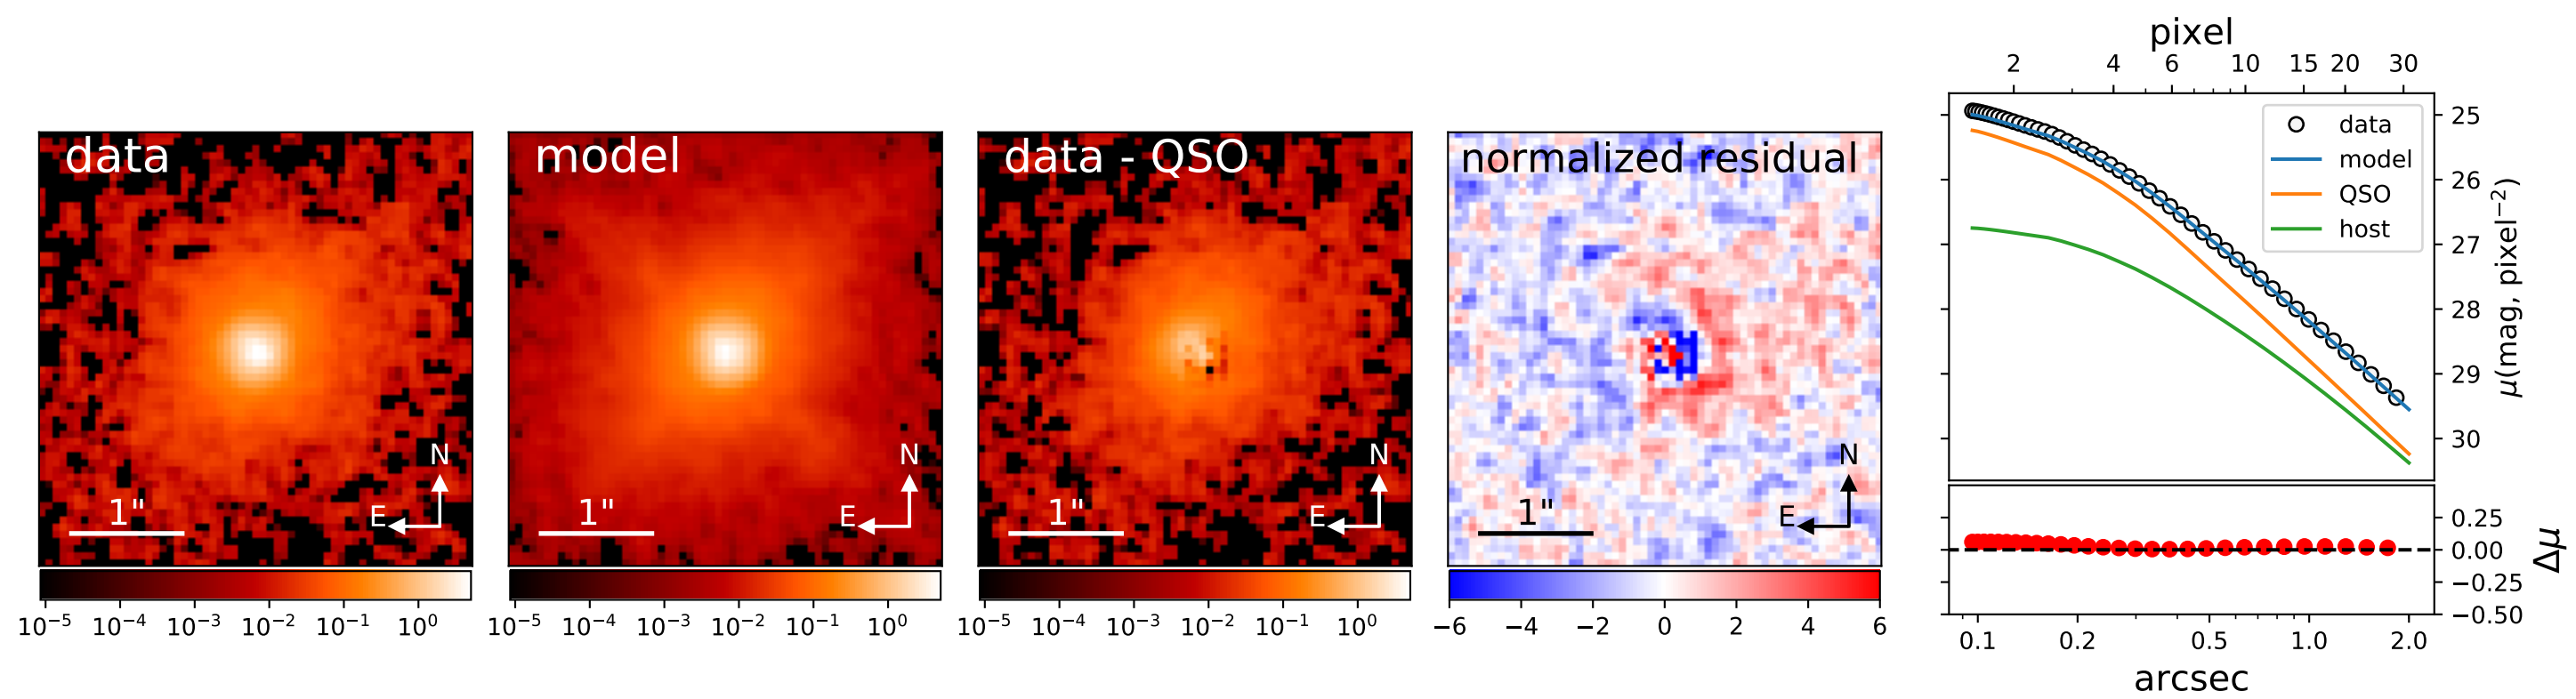 data
N
E
1"
10⁻⁵ 10⁻⁴ 10⁻³ 10⁻² 10⁻¹ 10⁰
model
N
E
1"
10⁻⁵ 10⁻⁴ 10⁻³ 10⁻² 10⁻¹ 10⁰
data - QSO
N
E
1"
10⁻⁵ 10⁻⁴ 10⁻³ 10⁻² 10⁻¹ 10⁰
normalized residual
N
E
1"
−6 −4 −2 0 2 4 6
pixel
2 4 6 10 15 20 30
data
model
QSO
host
25
26
27
28
29
30
μ(mag, pixel⁻²)
0.25
0.00
−0.25
−0.50
Δμ
0.1 0.2 0.5 1.0 2.0
arcsec